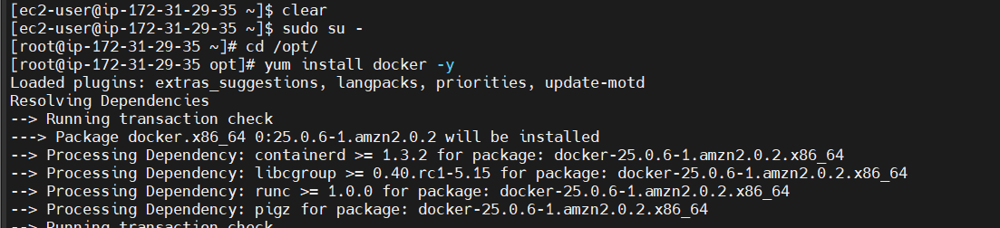 [ec2-user@ip-172-31-29-35 ~]$ clear
[ec2-user@ip-172-31-29-35 ~]$ sudo su -
[root@ip-172-31-29-35 ~]# cd /opt/
[root@ip-172-31-29-35 opt]# yum install docker -y
Loaded plugins: extras_suggestions, langpacks, priorities, update-motd
Resolving Dependencies
--> Running transaction check
---> Package docker.x86_64 0:25.0.6-1.amzn2.0.2 will be installed
--> Processing Dependency: containerd >= 1.3.2 for package: docker-25.0.6-1.amzn2.0.2.x86_64
--> Processing Dependency: libcgroup >= 0.40.rc1-5.15 for package: docker-25.0.6-1.amzn2.0.2.x86_64
--> Processing Dependency: runc >= 1.0.0 for package: docker-25.0.6-1.amzn2.0.2.x86_64
--> Processing Dependency: pigz for package: docker-25.0.6-1.amzn2.0.2.x86_64
--> Running transaction check